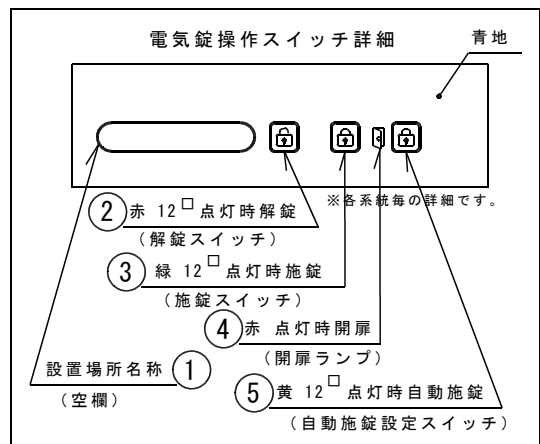 電気錠操作スイッチ詳細
青地
※各系統毎の詳細です。
② 赤 12□点灯時解錠
(解錠スイッチ)
③ 緑 12□点灯時施錠
(施錠スイッチ)
④ 赤 点灯時開扉
(開扉ランプ)
設置場所名称 ①
(空欄)
⑤ 黄 12□点灯時自動施錠
(自動施錠設定スイッチ)